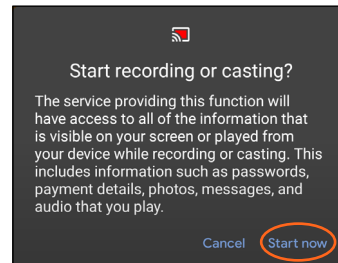 Start recording or casting?
The service providing this function will
have access to all of the information that
is visible on your screen or played from
your device while recording or casting. This
includes information such as passwords,
payment details, photos, messages, and
audio that you play.
Cancel Start now